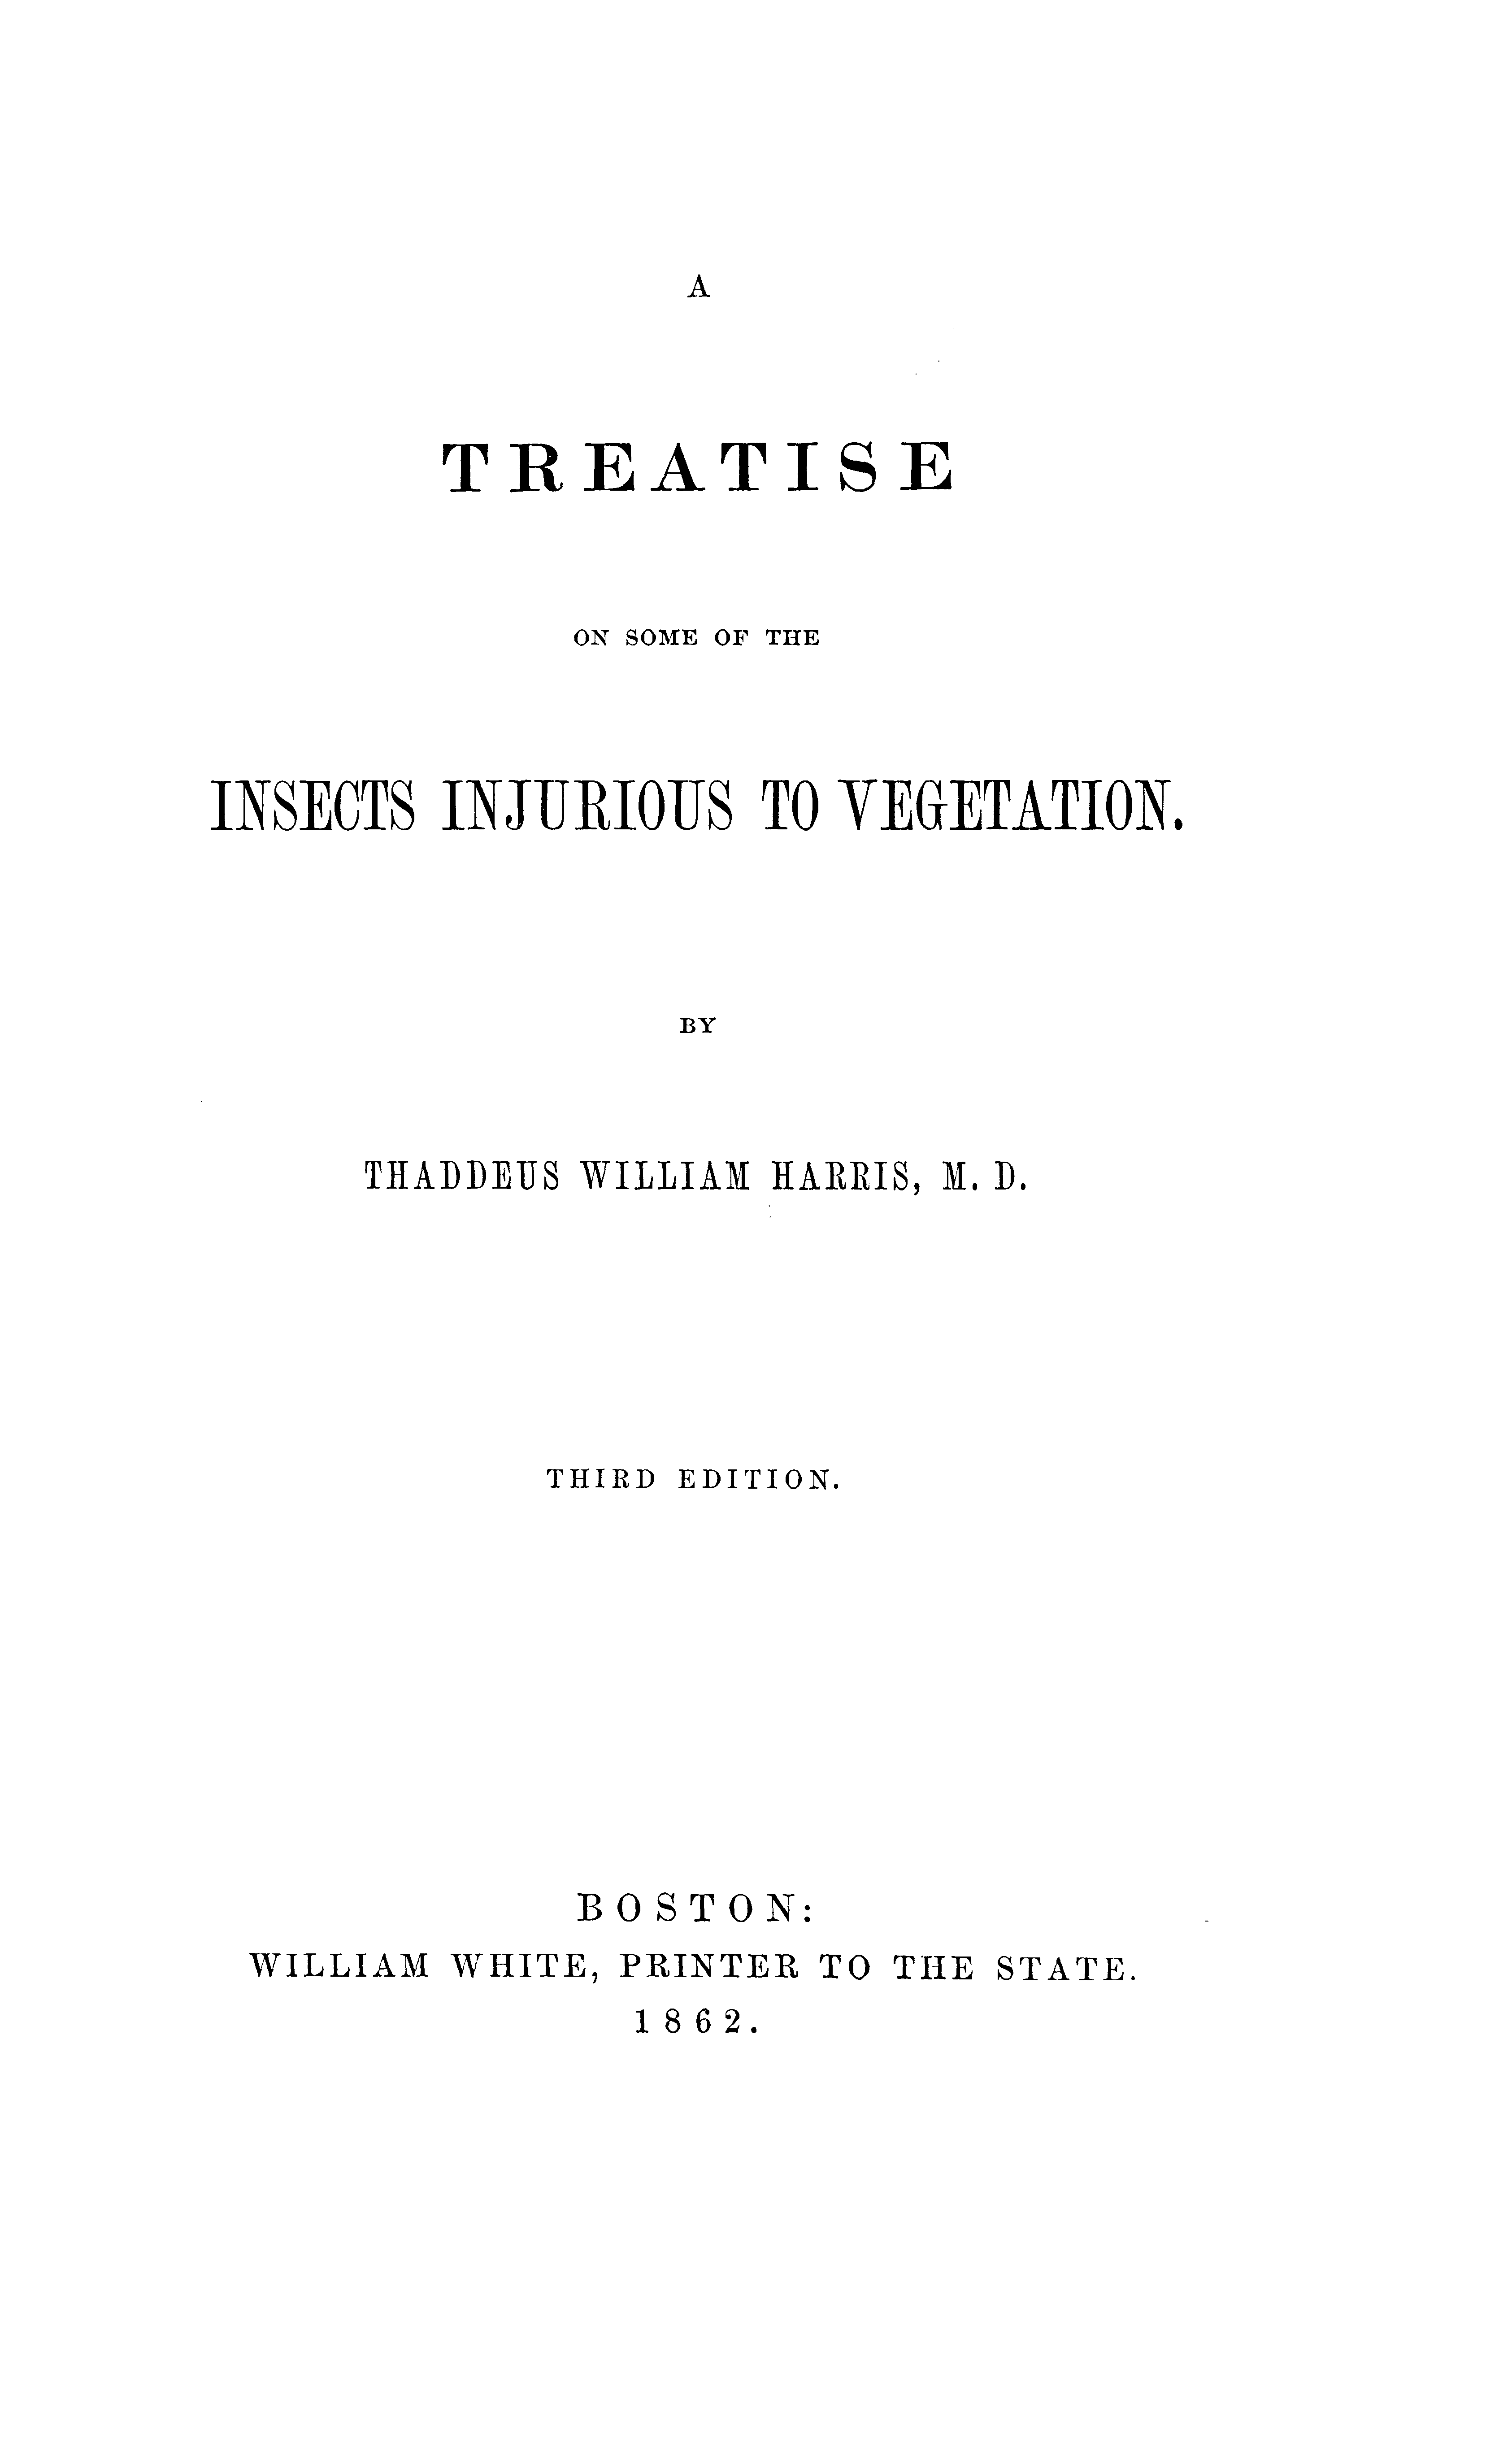 A
TREATISE
ON SOME OF THE
INSECTS INJURIOUS TO VEGETATION.
BY
THADDEUS WILLIAM HARRIS, M. D.
THIRD EDITION.
BOSTON:
WILLIAM WHITE, PRINTER TO THE STATE.
1862.